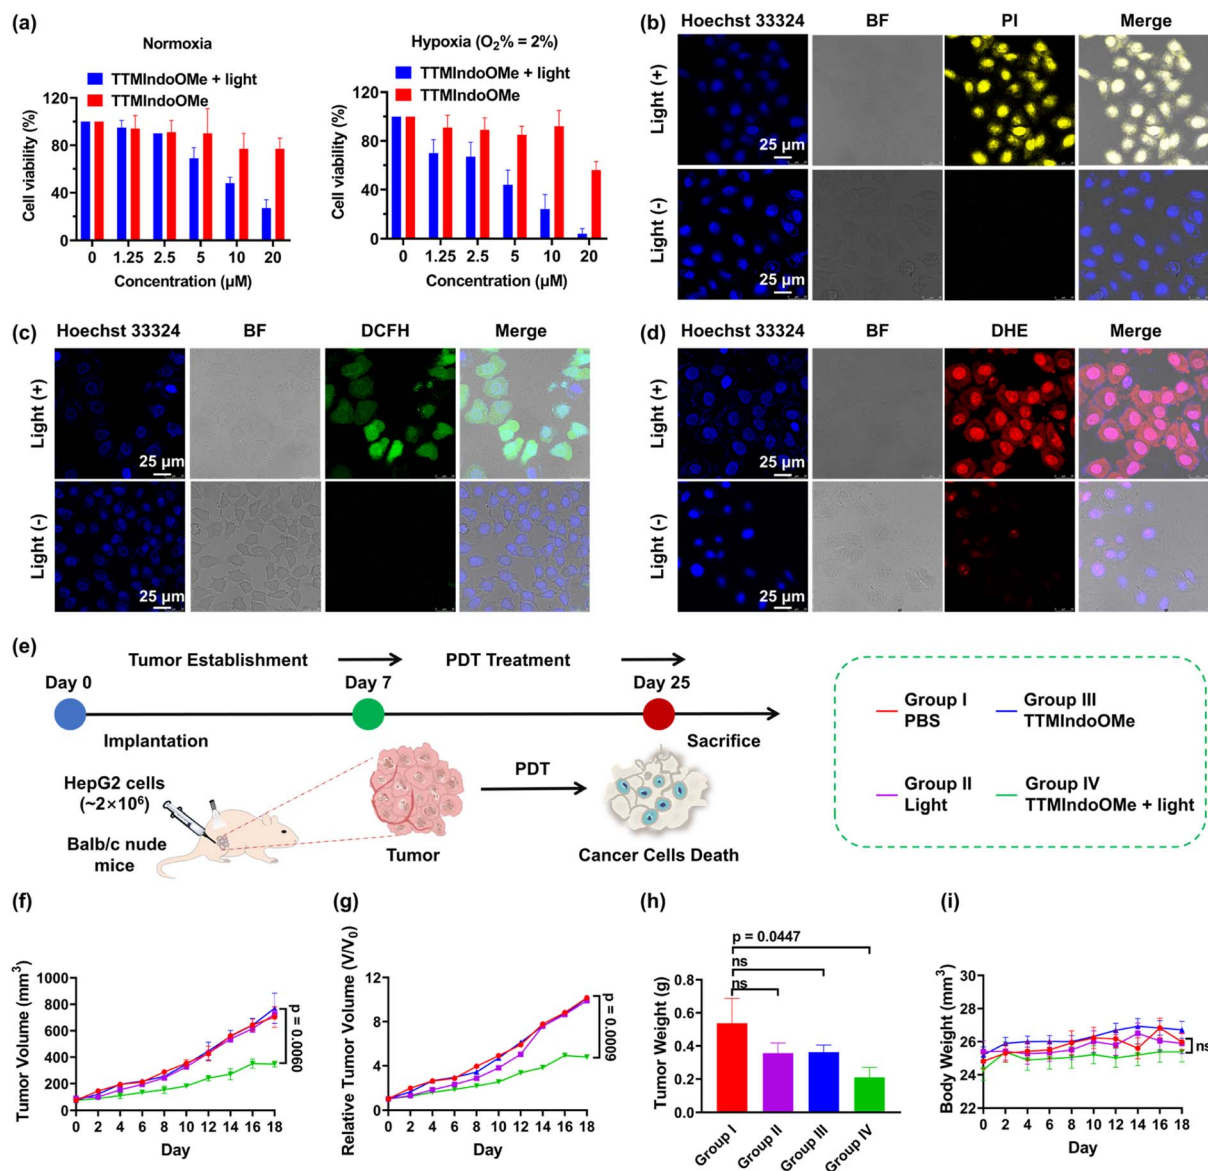 (a)
Normoxia
TTMIndoOMe + light
TTMIndoOMe
Cell viability (%)
120
80
40
0
0 1.25 2.5 5 10 20
Concentration (μM)
Hypoxia (O2% = 2%)
TTMIndoOMe + light
TTMIndoOMe
Cell viability (%)
120
80
40
0
0 1.25 2.5 5 10 20
Concentration (μM)
(b)
Hoechst 33324 BF PI Merge
Light (+)
25 μm
Light (-)
25 μm
(c)
Hoechst 33324 BF DCFH Merge
Light (+)
25 μm
Light (-)
25 μm
(d)
Hoechst 33324 BF DHE Merge
Light (+)
25 μm
Light (-)
25 μm
(e)
Tumor Establishment PDT Treatment
Day 0 Day 7 Day 25
Implantation Sacrifice
HepG2 cells
(~2×10⁶)
Balb/c nude
mice
PDT
Tumor
Cancer Cells Death
Group I
PBS
Group III
TTMIndoOMe
Group II
Light
Group IV
TTMIndoOMe + light
(f)
Tumor Volume (mm³)
1000
800
600
400
200
0
0 2 4 6 8 10 12 14 16 18
Day
p = 0.0060
(g)
Relative Tumor Volume (V/V0)
12
8
4
0
0 2 4 6 8 10 12 14 16 18
Day
p = 0.0009
(h)
p = 0.0447
ns
ns
Tumor Weight (g)
0.8
0.6
0.4
0.2
0.0
Group I Group II Group III Group IV
(i)
Body Weight (mm³)
30
28
26
24
22
0 2 4 6 8 10 12 14 16 18
Day
ns